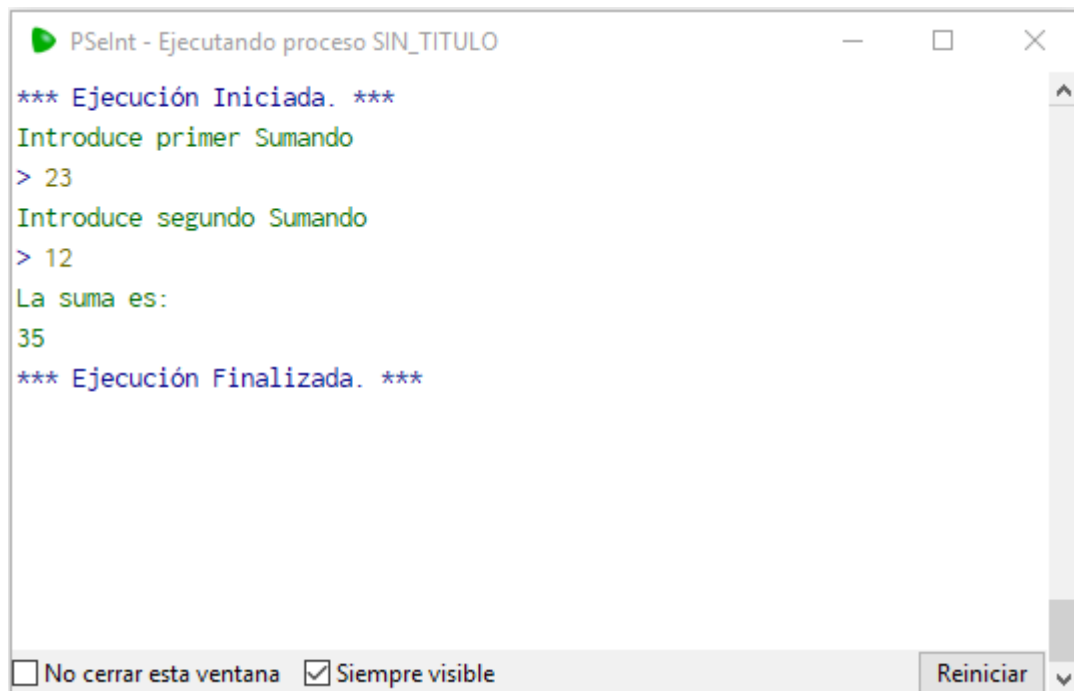 PSeInt - Ejecutando proceso SIN_TITULO
*** Ejecución Iniciada. ***
Introduce primer Sumando
> 23
Introduce segundo Sumando
> 12
La suma es:
35
*** Ejecución Finalizada. ***
No cerrar esta ventana Siempre visible Reiniciar